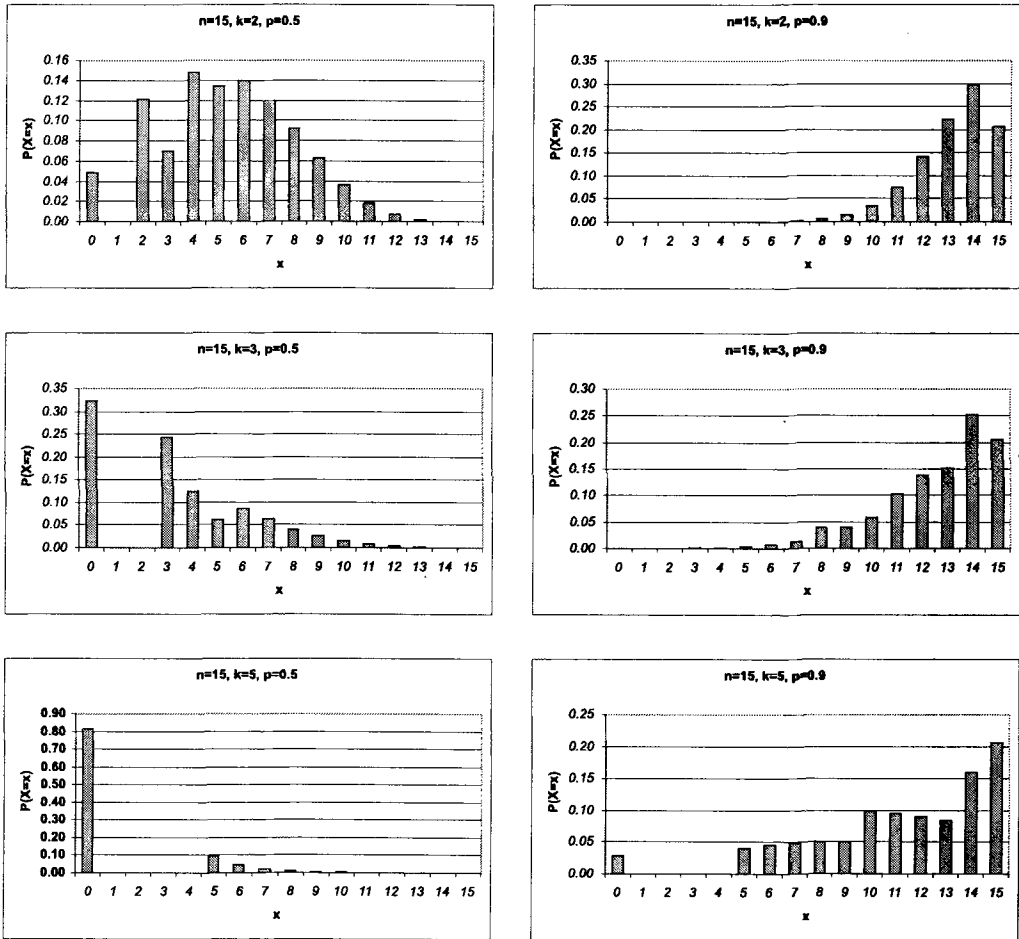 n=15, k=2, p=0.5
P(X=x)
0.16
0.14
0.12
0.10
0.08
0.06
0.04
0.02
0.00
0 1 2 3 4 5 6 7 8 9 10 11 12 13 14 15
x
n=15, k=2, p=0.9
P(X=x)
0.35
0.30
0.25
0.20
0.15
0.10
0.05
0.00
0 1 2 3 4 5 6 7 8 9 10 11 12 13 14 15
x
n=15, k=3, p=0.5
P(X=x)
0.35
0.30
0.25
0.20
0.15
0.10
0.05
0.00
0 1 2 3 4 5 6 7 8 9 10 11 12 13 14 15
x
n=15, k=3, p=0.9
P(X=x)
0.30
0.25
0.20
0.15
0.10
0.05
0.00
0 1 2 3 4 5 6 7 8 9 10 11 12 13 14 15
x
n=15, k=5, p=0.5
P(X=x)
0.90
0.80
0.70
0.60
0.50
0.40
0.30
0.20
0.10
0.00
0 1 2 3 4 5 6 7 8 9 10 11 12 13 14 15
x
n=15, k=5, p=0.9
P(X=x)
0.25
0.20
0.15
0.10
0.05
0.00
0 1 2 3 4 5 6 7 8 9 10 11 12 13 14 15
x